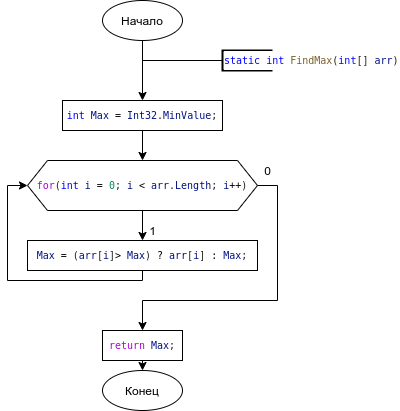 Начало
static int FindMax(int[] arr)
int Max = Int32.MinValue;
0
for(int i = 0; i < arr.Length; i++)
1
Max = (arr[i]> Max) ? arr[i] : Max;
return Max;
Конец